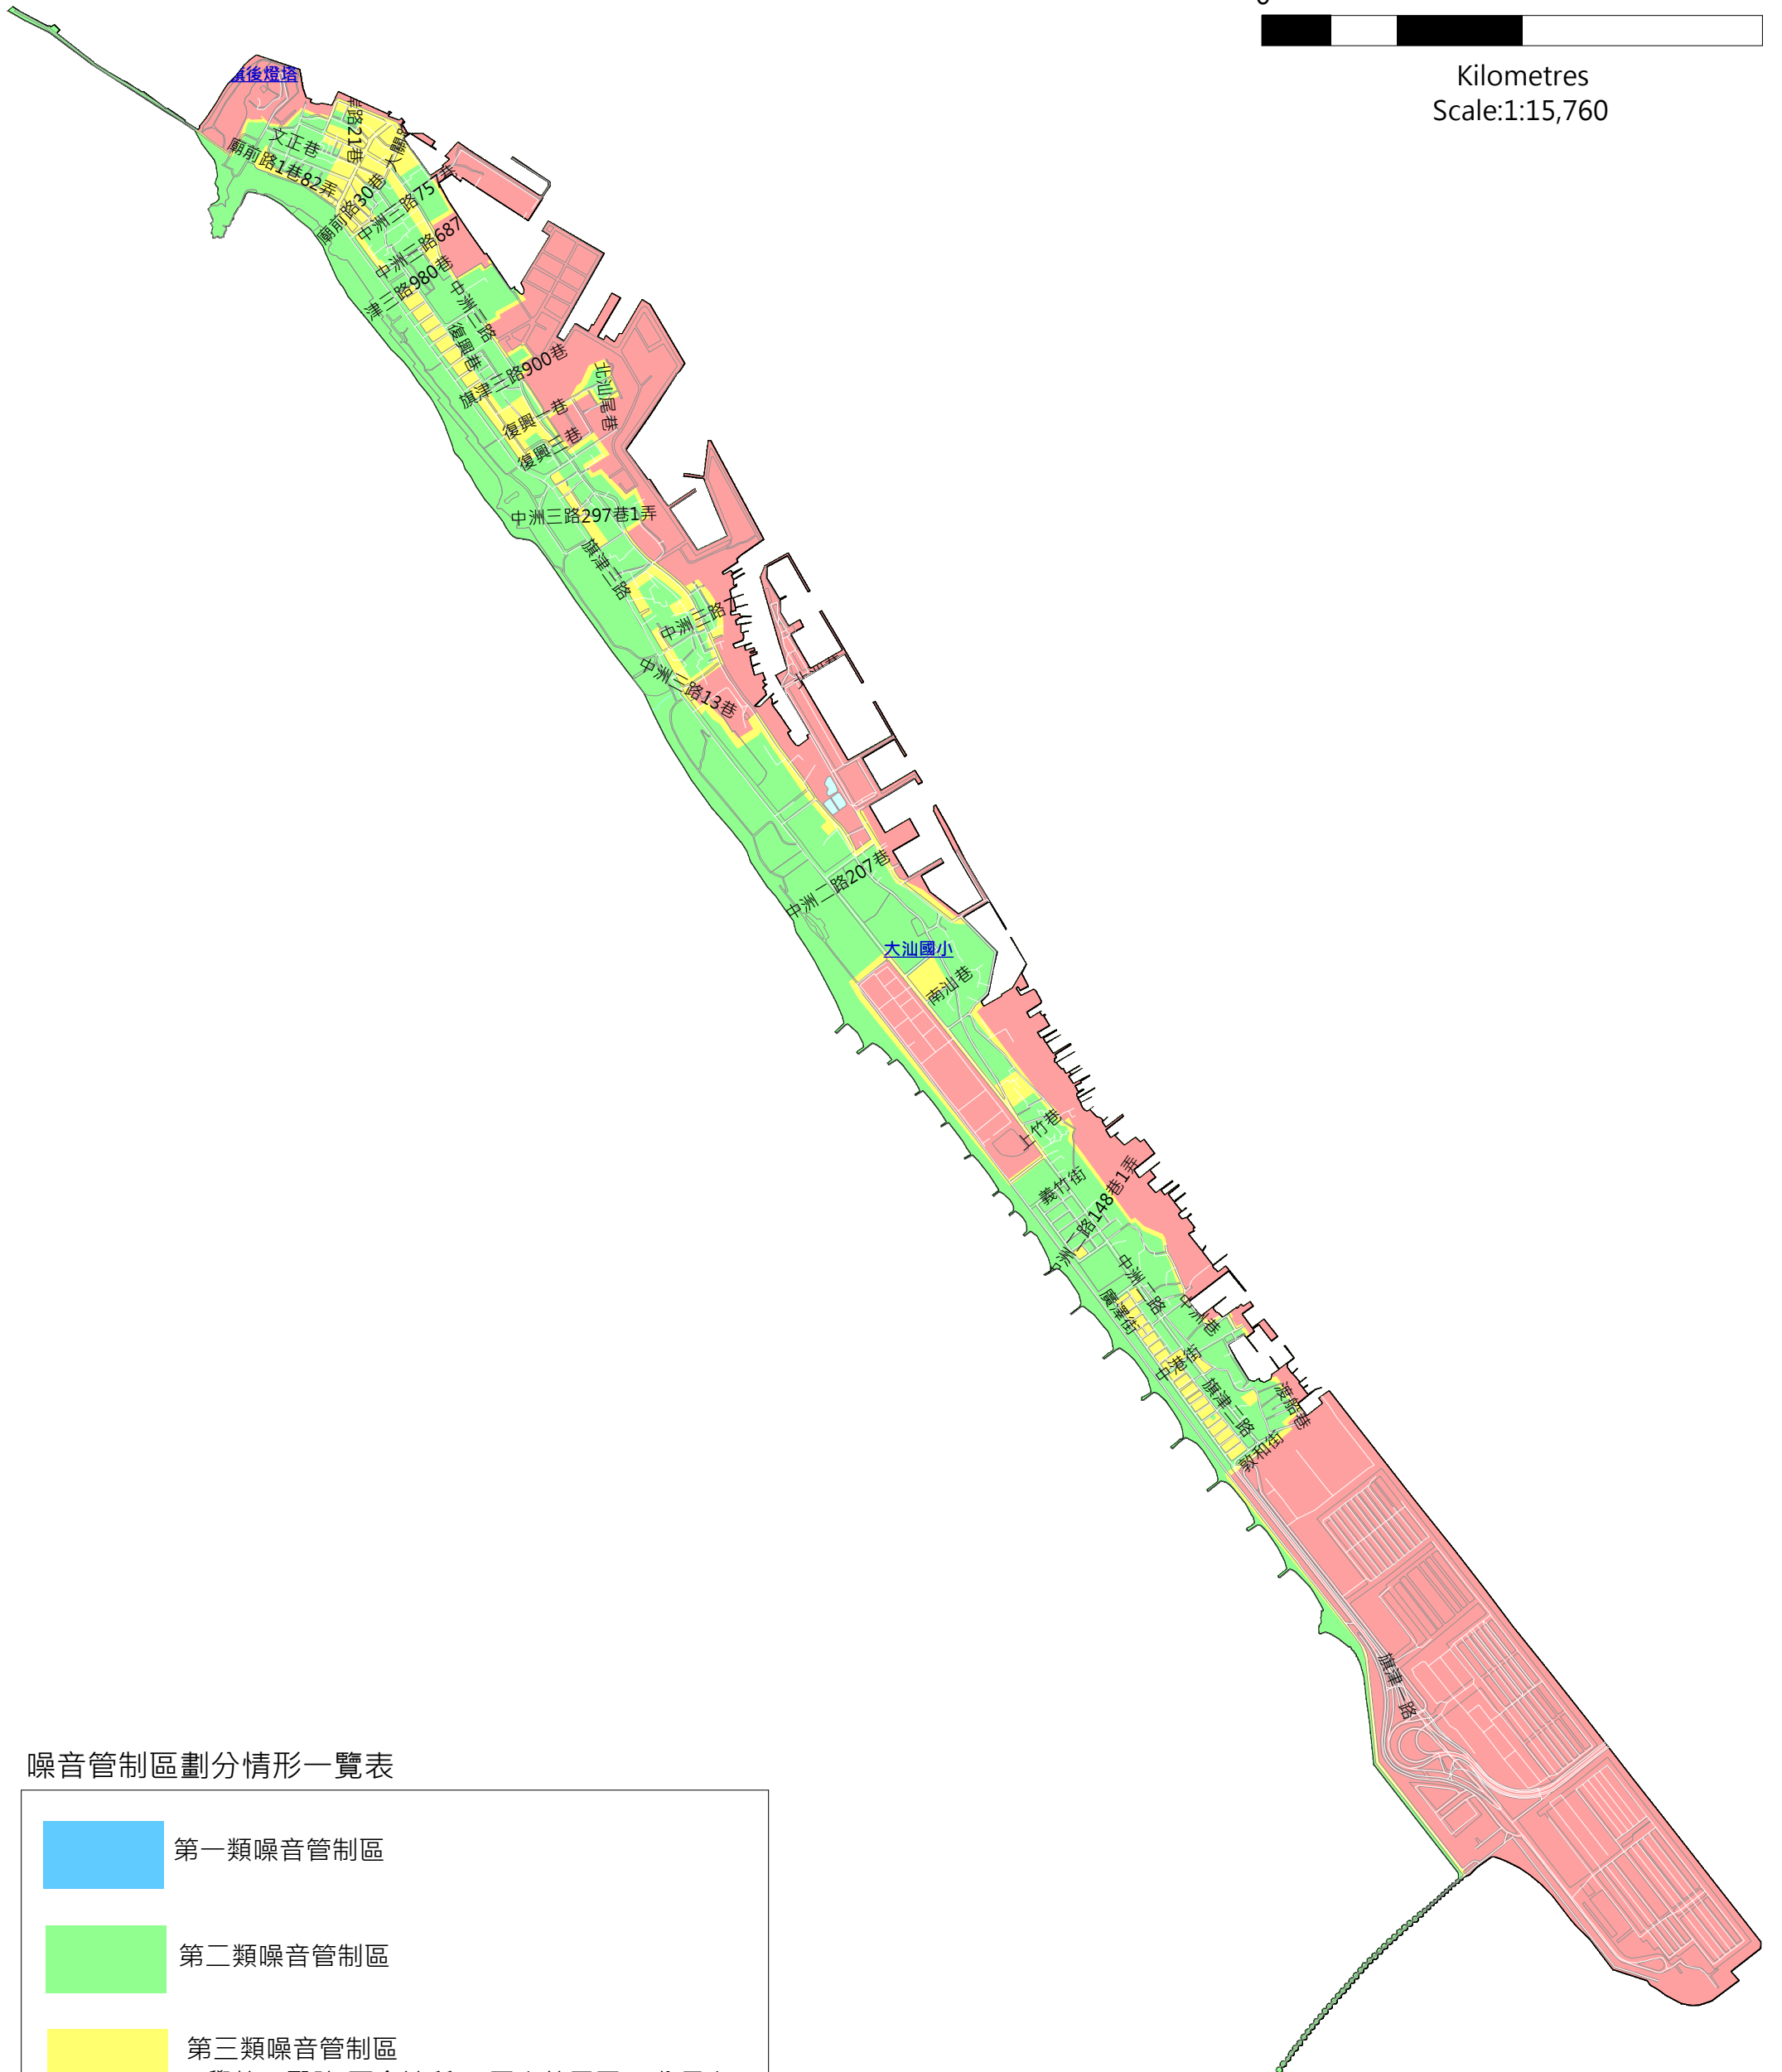 Kilometres
Scale:1:15,760
旗後燈塔
岸路21巷
文正巷
大關路
廟前路1巷82弄
廟前路30巷
中洲三路757巷
中洲三路687
津三路980巷
中洲三路
復興巷
旗津三路900巷
北汕尾巷
復興一巷
復興三巷
中洲三路297巷1弄
旗津三路
中洲三路
中洲二路13巷
中洲二路207巷
大汕國小
南汕巷
上竹巷
義竹街
148巷1弄
中洲二路
廣澤街
中洲巷
中港街
旗津二路
渡船巷
敦和街
旗津一路
噪音管制區劃分情形一覽表
第一類噪音管制區
第二類噪音管制區
第三類噪音管制區